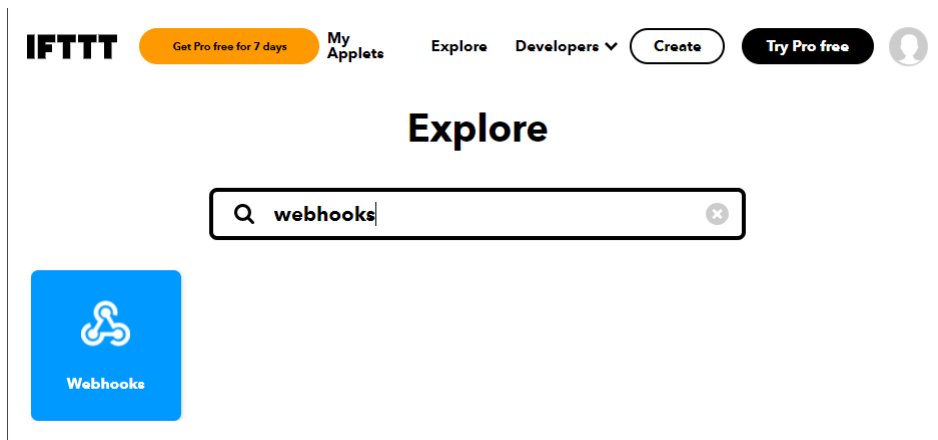 IFTTT
Get Pro free for 7 days
My
Applets
Explore
Developers
Create
Try Pro free
Explore
webhooks
Webhooks